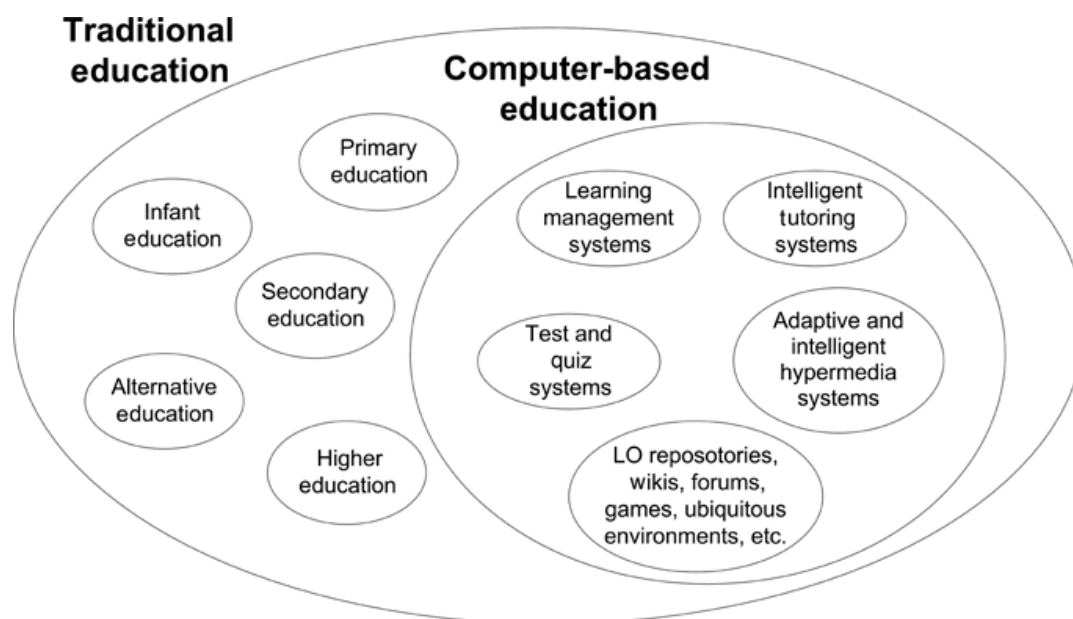 Traditional
education
Computer-based
education
Primary
education
Infant
education
Secondary
education
Alternative
education
Higher
education
Learning
management
systems
Intelligent
tutoring
systems
Test and
quiz
systems
Adaptive and
intelligent
hypermedia
systems
LO reposotories,
wikis, forums,
games, ubiquitous
environments, etc.